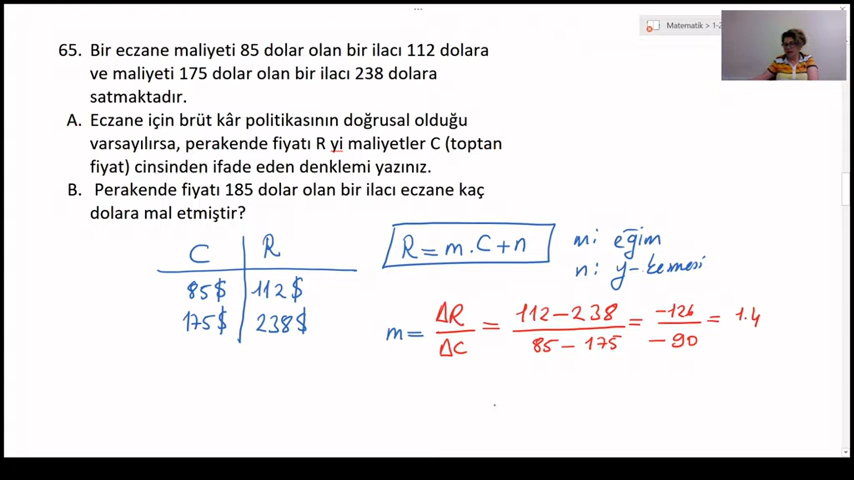 Matematik > 1-2
65. Bir eczane maliyeti 85 dolar olan bir ilacı 112 dolara
ve maliyeti 175 dolar olan bir ilacı 238 dolara
satmaktadır.
A. Eczane için brüt kâr politikasının doğrusal olduğu
varsayılırsa, perakende fiyatı R yi maliyetler C (toptan
fiyat) cinsinden ifade eden denklemi yazınız.
B. Perakende fiyatı 185 dolar olan bir ilacı eczane kaç
dolara mal etmiştir?
C R
85$ 112$
175$ 238$
R = m.C+n
m: eğim
n: y-kesmesi
m = ΔR/ΔC = 112-238/85-175 = -126/-90 = 1.4